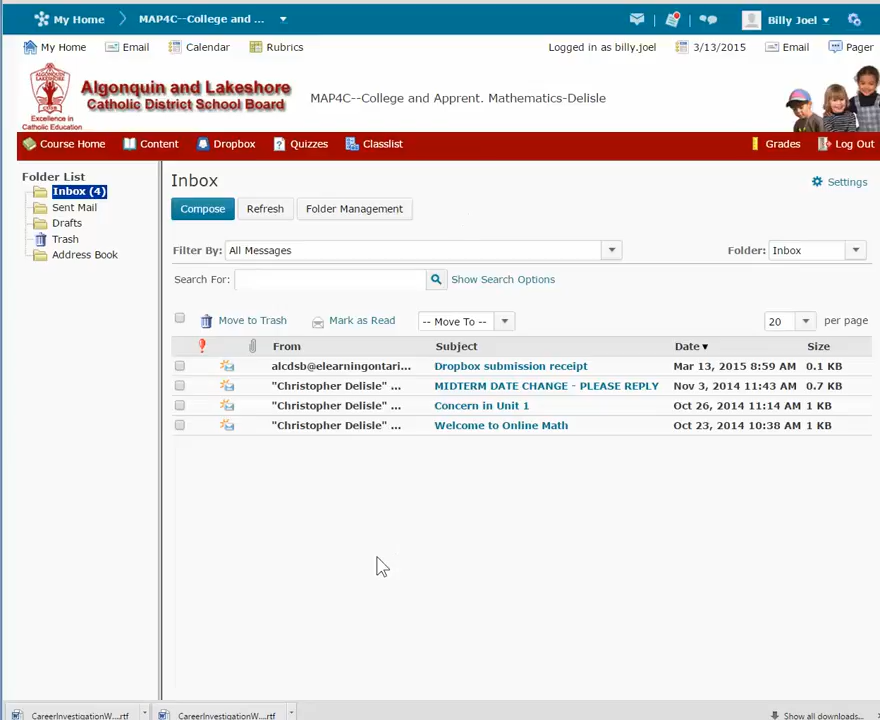 My Home MAP4C--College and ... Billy Joel
My Home Email Calendar Rubrics Logged in as billy.joel 3/13/2015 Email Pager
ALGONQUIN AND LAKESHORE
Excellence in
Catholic Education
Algonquin and Lakeshore
Catholic District School Board
MAP4C--College and Apprent. Mathematics-Delisle
Course Home Content Dropbox Quizzes Classlist Grades Log Out
Folder List
Inbox (4)
Sent Mail
Drafts
Trash
Address Book
Inbox
Settings
Compose Refresh Folder Management
Filter By: All Messages Folder: Inbox
Search For: Show Search Options
Move to Trash Mark as Read -- Move To -- 20 per page
From Subject Date▼ Size
alcdsb@elearningontari... Dropbox submission receipt Mar 13, 2015 8:59 AM 0.1 KB
"Christopher Delisle" ... MIDTERM DATE CHANGE - PLEASE REPLY Nov 3, 2014 11:43 AM 0.7 KB
"Christopher Delisle" ... Concern in Unit 1 Oct 26, 2014 11:14 AM 1 KB
"Christopher Delisle" ... Welcome to Online Math Oct 23, 2014 10:38 AM 1 KB
CareerInvestigationW....rtf CareerInvestigationW....rtf Show all downloads...